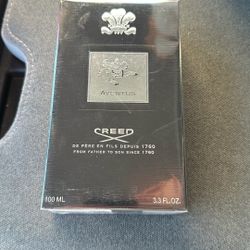 AVENTUS
CREED
DE PÈRE EN FILS DEPUIS 1760
FROM FATHER TO SON SINCE 1760
100 ML 3.3 FL.OZ.